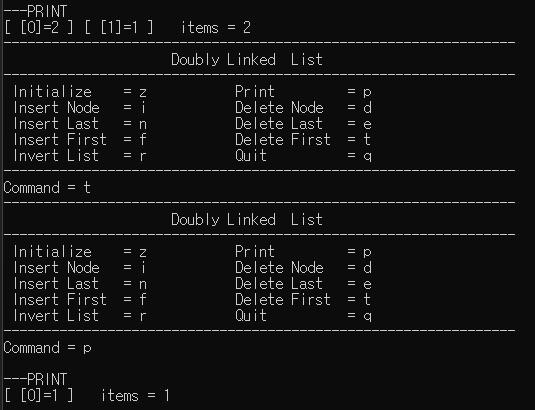 ---PRINT
[ [0]=2 ] [ [1]=1 ]   items = 2
----------------------------------------------------------------
                     Doubly Linked  List
----------------------------------------------------------------
 Initialize    = z           Print         = p
 Insert Node   = i           Delete Node   = d
 Insert Last   = n           Delete Last   = e
 Insert First  = f           Delete First  = t
 Invert List   = r           Quit          = q
----------------------------------------------------------------
Command = t
----------------------------------------------------------------
                     Doubly Linked  List
----------------------------------------------------------------
 Initialize    = z           Print         = p
 Insert Node   = i           Delete Node   = d
 Insert Last   = n           Delete Last   = e
 Insert First  = f           Delete First  = t
 Invert List   = r           Quit          = q
----------------------------------------------------------------
Command = p

---PRINT
[ [0]=1 ]   items = 1